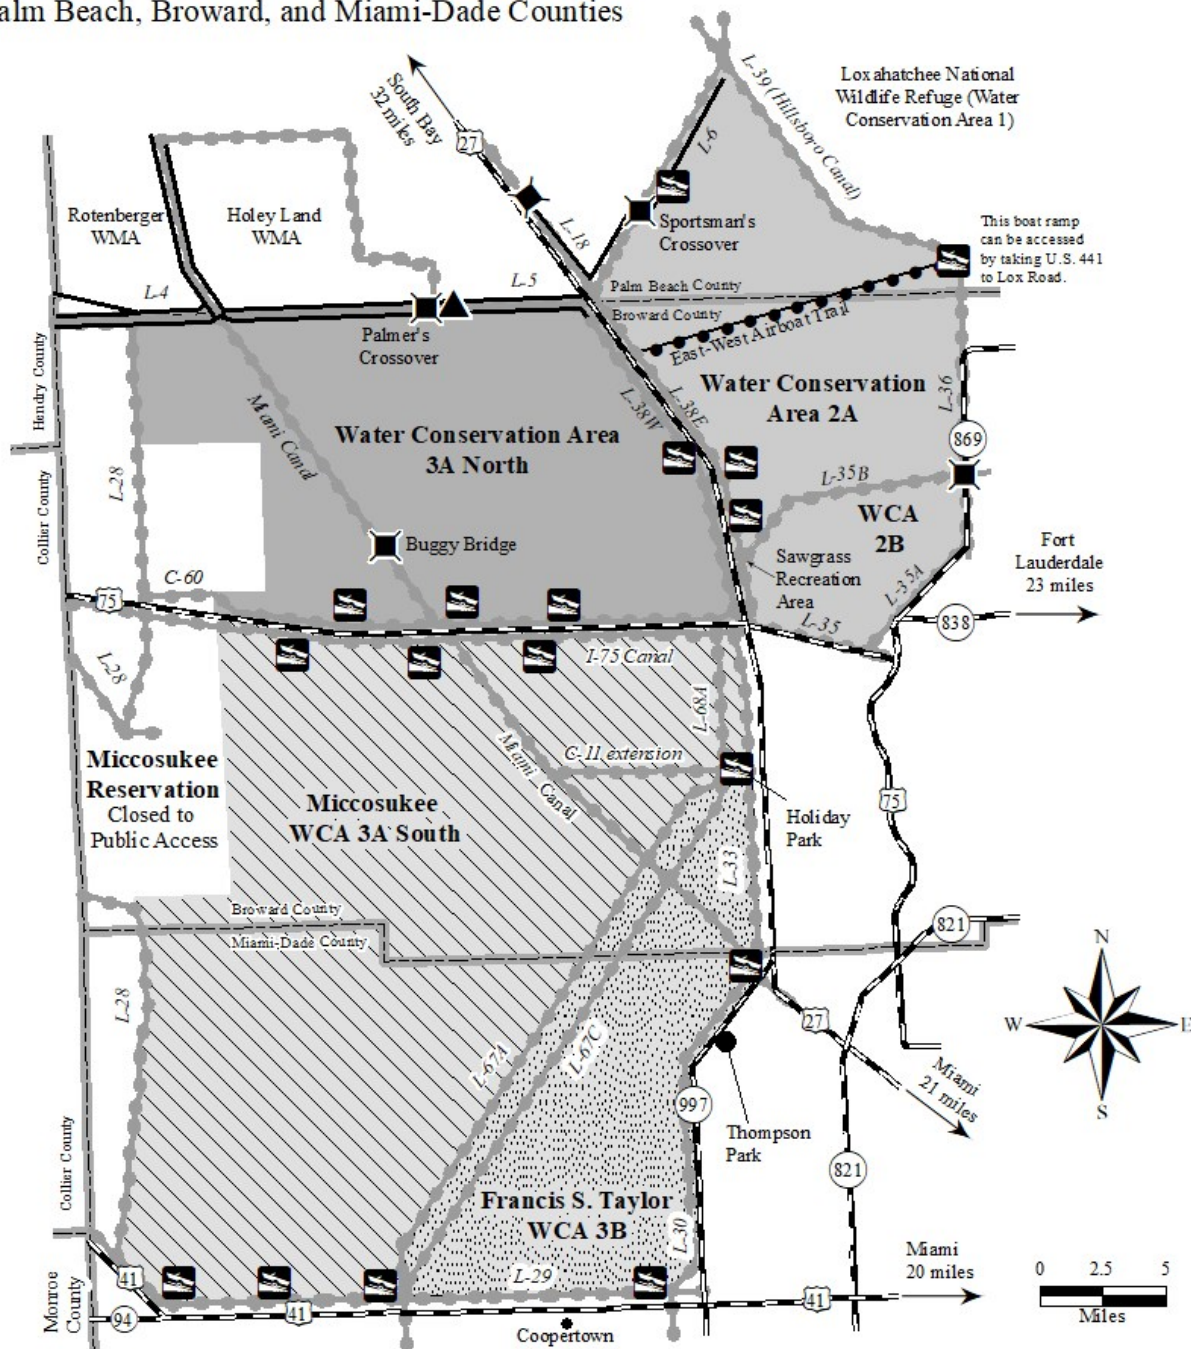 alm Beach, Broward, and Miami-Dade Counties
South Bay
32 miles
27
L-39 (Hillsboro Canal)
Loxahatchee National
Wildlife Refuge (Water
Conservation Area 1)
L-6
Rotenberger
WMA
Holey Land
WMA
L-18
Sportsman's
Crossover
This boat ramp
can be accessed
by taking U.S. 441
to Lox Road.
L-4
L-5
Palm Beach County
Broward County
East-West Airboat Trail
Palmer's
Crossover
Hendry County
Collier County
L-28
Miami Canal
Water Conservation Area
3A North
L-38W
L-38E
Water Conservation
Area 2A
L-36
869
L-35B
WCA
2B
Buggy Bridge
Sawgrass
Recreation
Area
L-35A
Fort
Lauderdale
23 miles
C-60
75
L-35
838
L-28
I-75 Canal
L-68A
Miccosukee
Reservation
Closed to
Public Access
Miccosukee
WCA 3A South
Miami Canal
C-11 extension
Holiday
Park
75
L-33
Broward County
Miami-Dade County
821
L-28
27
N
W
E
S
L-67A
L-67C
Miami
21 miles
997
Thompson
Park
821
Collier County
Francis S. Taylor
WCA 3B
L-30
L-29
Miami
20 miles
Monroe
County
41
94
41
41
Coopertown
0 2.5 5
Miles